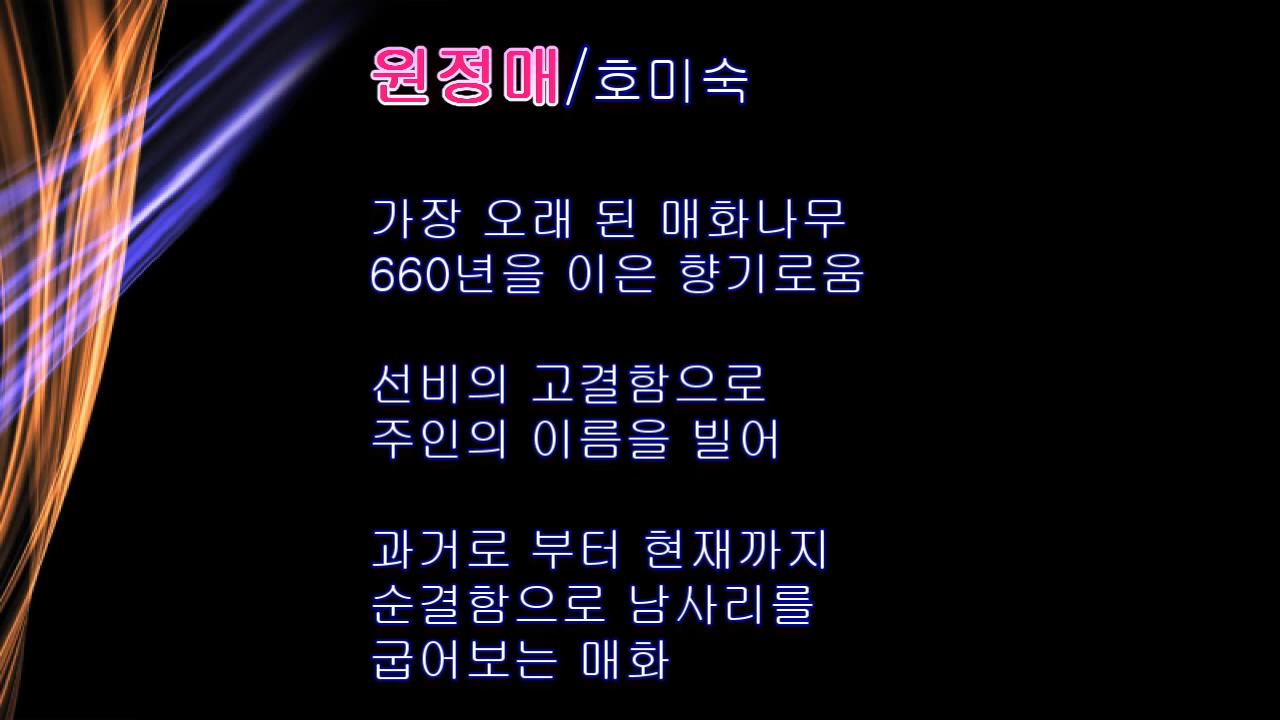 원정매/호미숙
가장 오래 된 매화나무
660년을 이은 향기로움
선비의 고결함으로
주인의 이름을 빌어
과거로 부터 현재까지
순결함으로 남사리를
굽어보는 매화